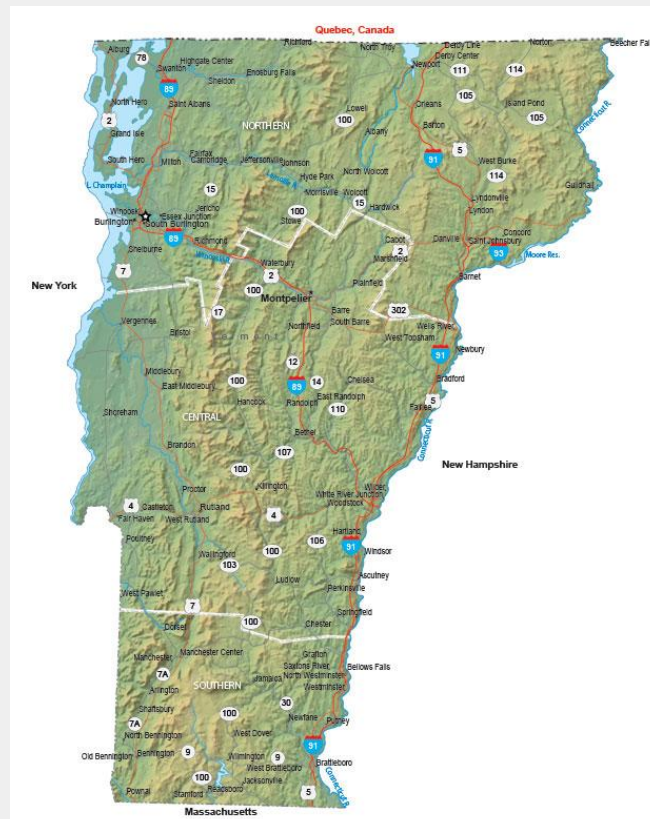 Quebec, Canada
Alburg
78
Highgate Center
Richford
North Troy
Derby Line
Norton
Beecher Fal
Swanton
Enosburg Falls
Newport
Derby Center
111
114
89
Sheldon
105
North Hero
Saint Albans
Lowell
Orleans
Island Pond
2
100
105
Connecticut R.
Grand Isle
NORTHERN
Albany
Barton
5
South Hero
Milton
Fairfax
Cambridge
Jeffersonville
Johnson
91
West Burke
North Wolcott
114
L. Champlain
Hyde Park
Guildhall
15
Lamoille R.
Morrisville
Wolcott
Lyndonville
Winoosk
Jericho
100
15
Hardwick
Lyndon
Burlington
Essex Junction
Stowe
Concord
South Burlington
Cabot
Danville
Saint Johnsbury
89
Richmond
2
93
Shelburne
Winooski
Waterbury
Marshfield
Moore Res.
7
2
Plainfield
Barnet
New York
100
Montpelier
17
Barre
302
Vergennes
South Barre
Wells River
Bristol
Northfield
West Topsham
V e r m o n t
91
Newbury
12
Middlebury
Chelsea
Bradford
East Middlebury
100
89
14
East Randolph
5
Hancock
Randolph
110
Fairlee
Shoreham
CENTRAL
Connecticut R.
Bethel
Brandon
107
New Hampshire
100
Proctor
Killington
Wilder
White River Junction
4
Castleton
Rutland
Woodstock
Fair Haven
West Rutland
4
Hartland
Poultney
106
91
Wallingford
100
Windsor
103
Ludlow
Ascutney
West Pawlet
Perkinsville
7
Springfield
Dorset
100
Chester
Manchester
Manchester Center
Grafton
7A
Saxtons River
Bellows Falls
Arlington
SOUTHERN
Jamaica
North Westminster
Westminster
Shaftsbury
30
7A
100
Newfane
Putney
North Bennington
West Dover
91
Old Bennington
Bennington
9
Wilmington
9
Brattleboro
West Brattleboro
100
Jacksonville
Connecticut R.
Pownal
Stamford
Readsboro
5
Massachusetts